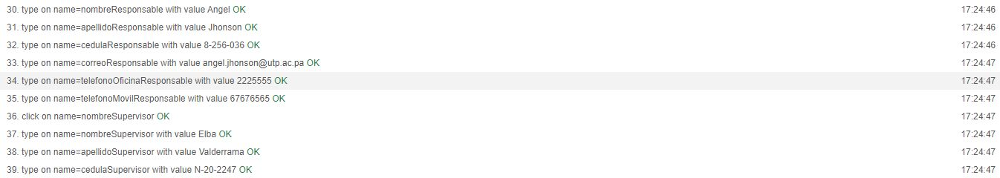 30. type on name=nombreResponsable with value Angel OK 17:24:46
31. type on name=apellidoResponsable with value Jhonson OK 17:24:46
32. type on name=cedulaResponsable with value 8-256-036 OK 17:24:46
33. type on name=correoResponsable with value angel.jhonson@utp.ac.pa OK 17:24:47
34. type on name=telefonoOficinaResponsable with value 2225555 OK 17:24:47
35. type on name=telefonoMovilResponsable with value 67676565 OK 17:24:47
36. click on name=nombreSupervisor OK 17:24:47
37. type on name=nombreSupervisor with value Elba OK 17:24:47
38. type on name=apellidoSupervisor with value Valderrama OK 17:24:47
39. type on name=cedulaSupervisor with value N-20-2247 OK 17:24:47